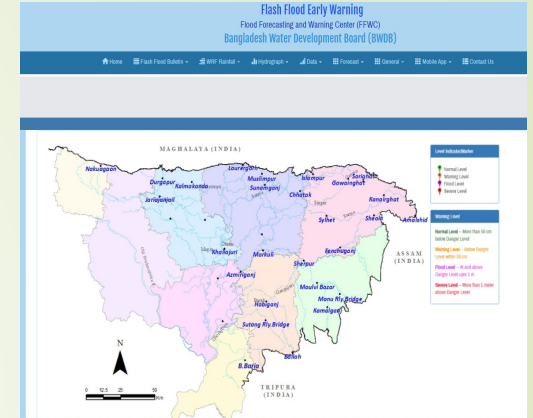 Flash Flood Early Warning
Flood Forecasting and Warning Center (FFWC)
Bangladesh Water Development Board (BWDB)
Home Flash Flood Bulletin WRF Rainfall Hydrograph Data Forecast General Mobile App Contact Us
MAGHALAYA (INDIA)
Nakuagaon
Durgapur
Kalmakanda
Jariajanjail
Lourergarh
Muslimpur
Sunamganj
Chhatak
Islampur
Sarighat
Gowainghat
Kanairghat
Sylhet
Sheola
Amalshid
Khaliajuri
Markuli
Fenchuganj
Sherpur
ASSAM
(INDIA)
Azmiriganj
Moulvi Bazar
Manu Rly Bridge
Habiganj
Kamalganj
Sutang Rly Bridge
Ballah
B.Baria
TRIPURA
(INDIA)
N
0 12.5 25 50
Km
Level Indicator/Marker
Normal Level
Warning Level
Flood Level
Severe Level
Warning Level
Normal Level – More than 50 cm
below Danger Level
Warning Level – Below Danger
Level within 50 cm
Flood Level – At and above
Danger Level upto 1 m
Severe Level – More than 1 meter
above Danger Level